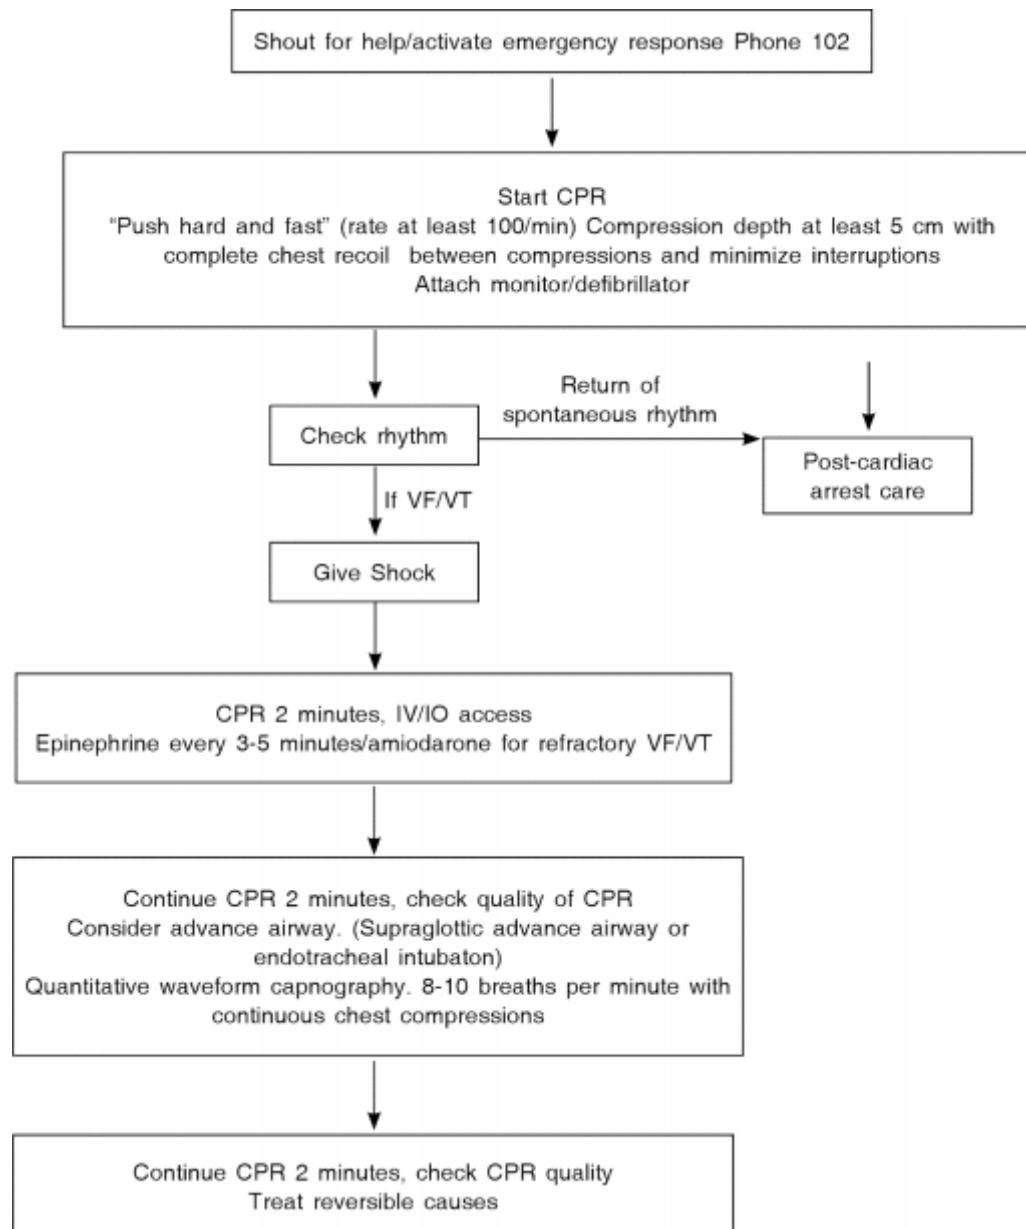 Shout for help/activate emergency response Phone 102
Start CPR
“Push hard and fast” (rate at least 100/min) Compression depth at least 5 cm with
complete chest recoil between compressions and minimize interruptions
Attach monitor/defibrillator
Return of
spontaneous rhythm
Check rhythm
Post-cardiac
arrest care
If VF/VT
Give Shock
CPR 2 minutes, IV/IO access
Epinephrine every 3-5 minutes/amiodarone for refractory VF/VT
Continue CPR 2 minutes, check quality of CPR
Consider advance airway. (Supraglottic advance airway or
endotracheal intubaton)
Quantitative waveform capnography. 8-10 breaths per minute with
continuous chest compressions
Continue CPR 2 minutes, check CPR quality
Treat reversible causes